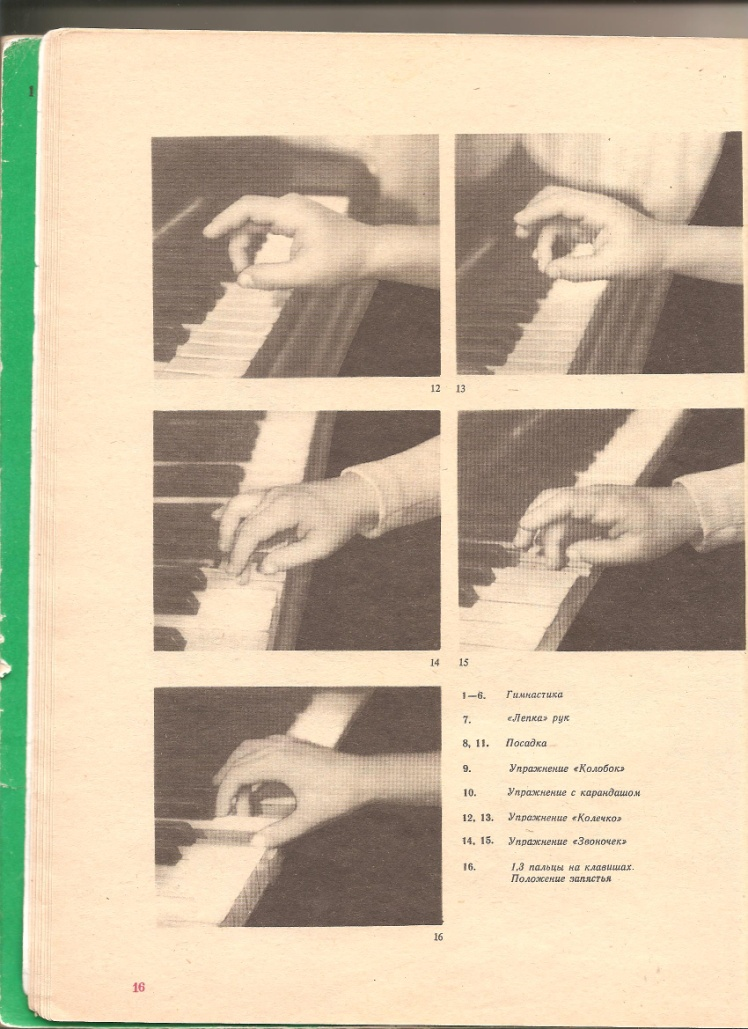 1
12 13
14 15
1—6. Гимнастика
7. «Лепка» рук
8, 11. Посадка
9. Упражнение «Колобок»
10. Упражнение с карандашом
12, 13. Упражнение «Колечко»
14, 15. Упражнение «Звоночек»
16. 1,3 пальцы на клавишах.
Положение запястья
16
16